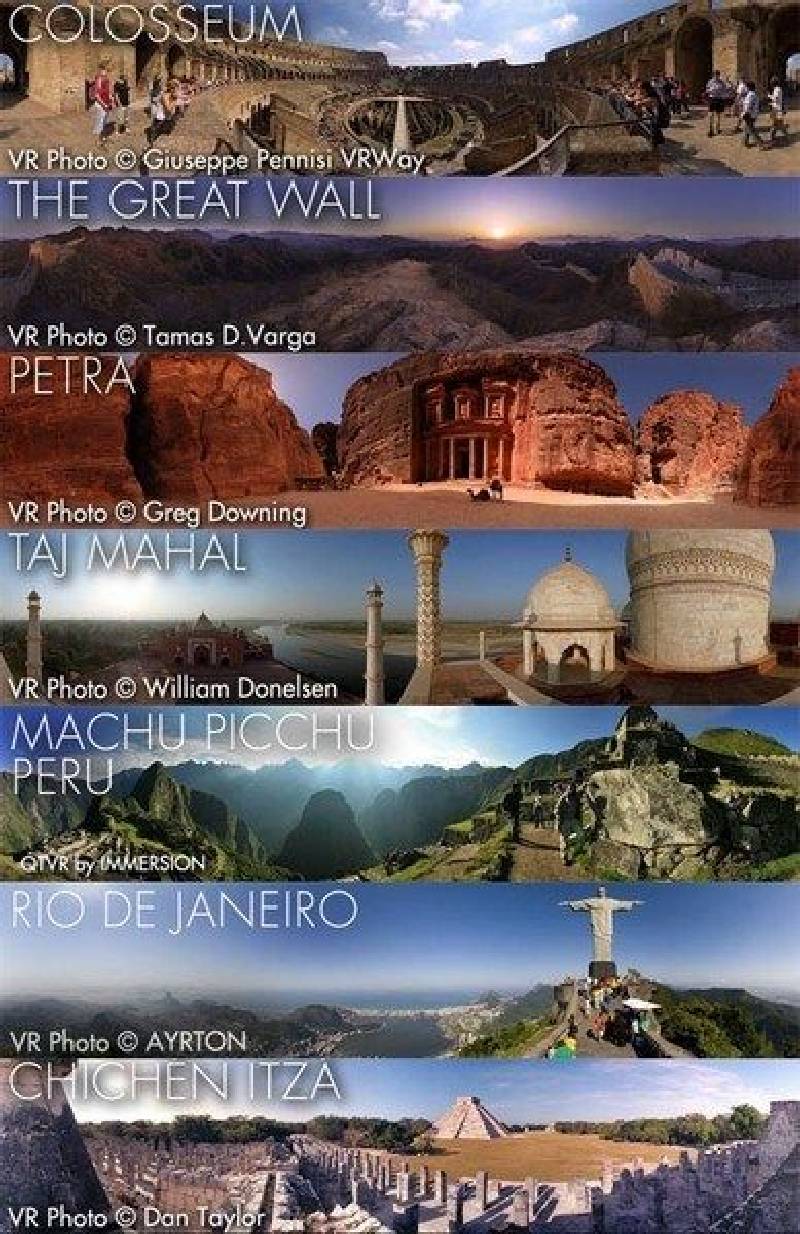 COLOSSEUM
VR Photo © Giuseppe Pennisi VRWay
THE GREAT WALL
VR Photo © Tamas D.Varga
PETRA
VR Photo © Greg Downing
TAJ MAHAL
VR Photo © William Donelsen
MACHU PICCHU
PERU
QTVR by IMMERSION
RIO DE JANEIRO
VR Photo © AYRTON
CHICHEN ITZA
VR Photo © Dan Taylor